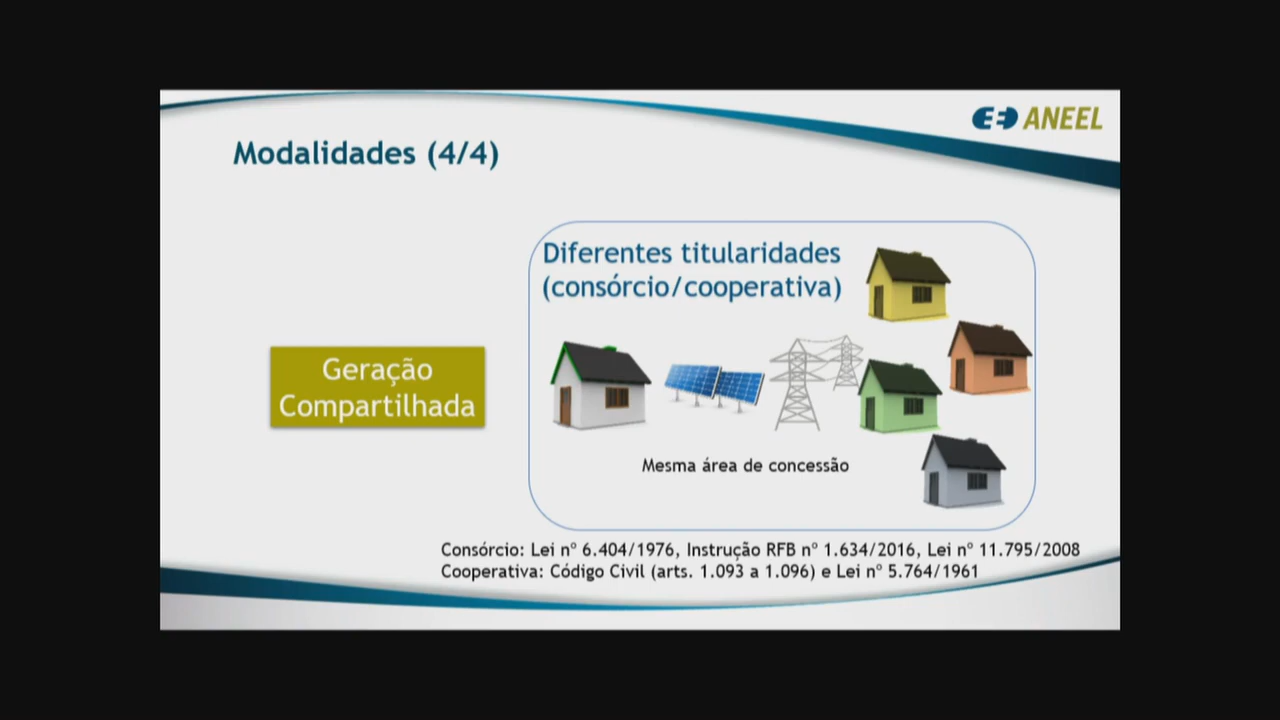 ANEEL
Modalidades (4/4)
Diferentes titularidades
(consórcio/cooperativa)
Geração
Compartilhada
Mesma área de concessão
Consórcio: Lei nº 6.404/1976, Instrução RFB nº 1.634/2016, Lei nº 11.795/2008
Cooperativa: Código Civil (arts. 1.093 a 1.096) e Lei nº 5.764/1961